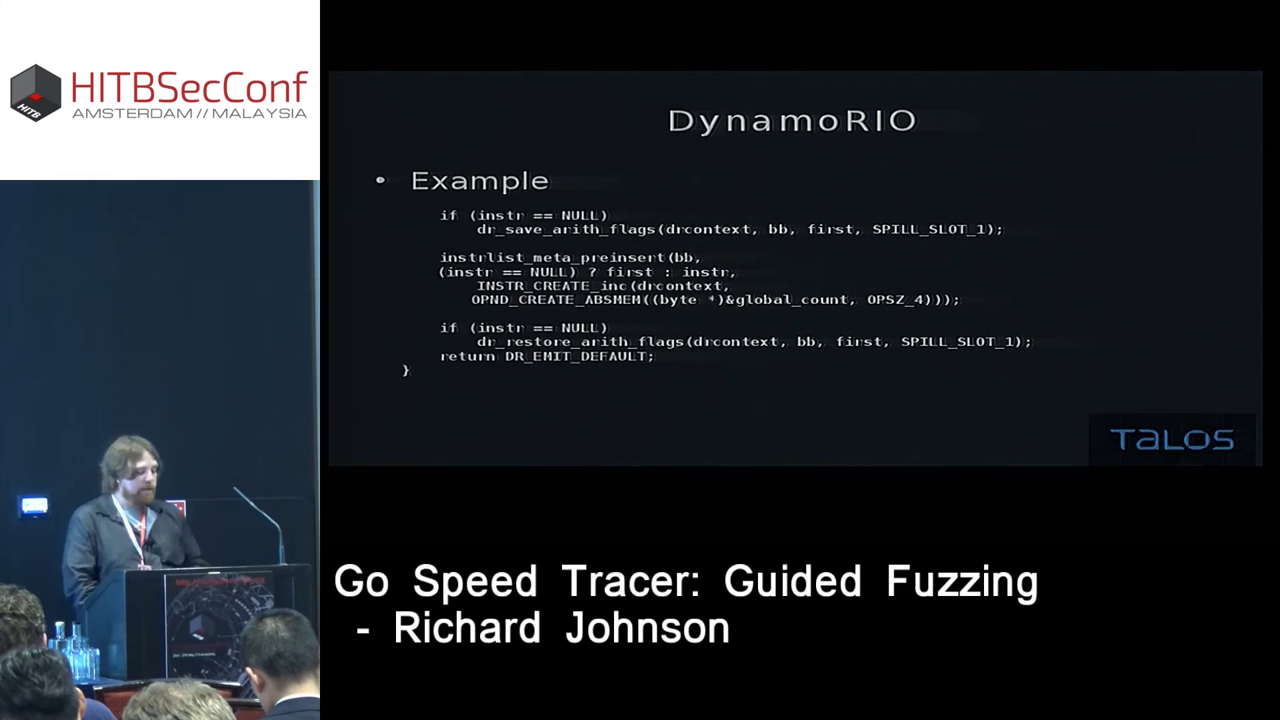 HITBSecConf
AMSTERDAM // MALAYSIA
HITB
DynamoRIO
• Example
if (instr == NULL)
dr_save_arith_flags(drcontext, bb, first, SPILL_SLOT_1);
instrlist_meta_preinsert(bb,
(instr == NULL) ? first : instr,
INSTR_CREATE_inc(drcontext,
OPND_CREATE_ABSMEM((byte *)&global_count, OPSZ_4)));
if (instr == NULL)
dr_restore_arith_flags(drcontext, bb, first, SPILL_SLOT_1);
return DR_EMIT_DEFAULT;
}
TALOS
Go Speed Tracer: Guided Fuzzing
- Richard Johnson